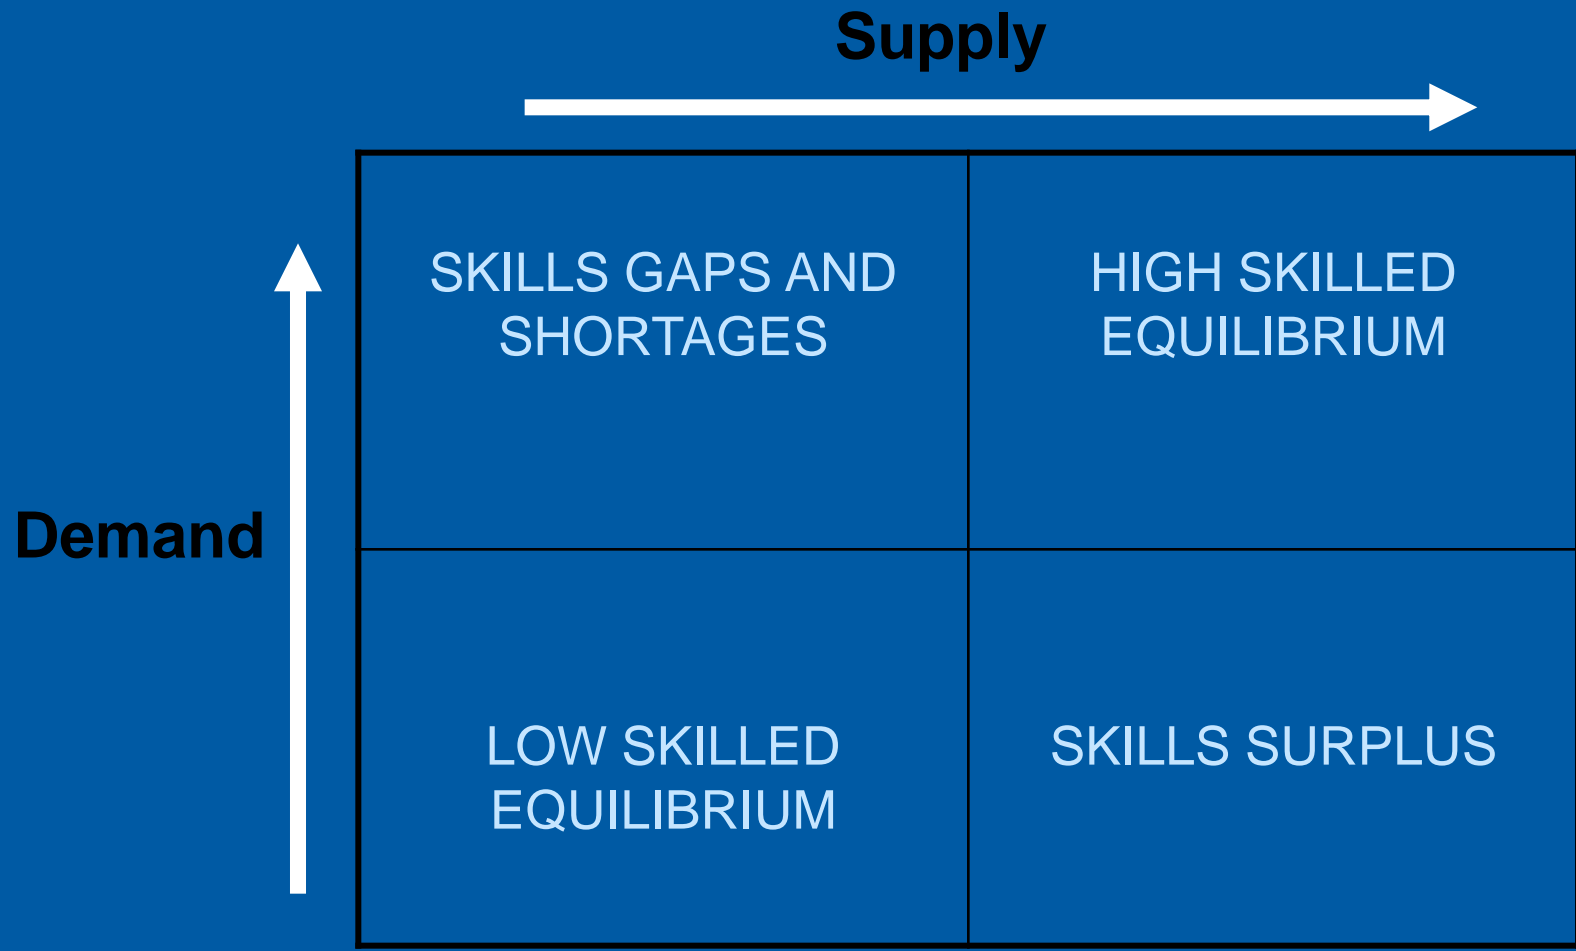 Supply
SKILLS GAPS AND
SHORTAGES
HIGH SKILLED
EQUILIBRIUM
Demand
LOW SKILLED
EQUILIBRIUM
SKILLS SURPLUS